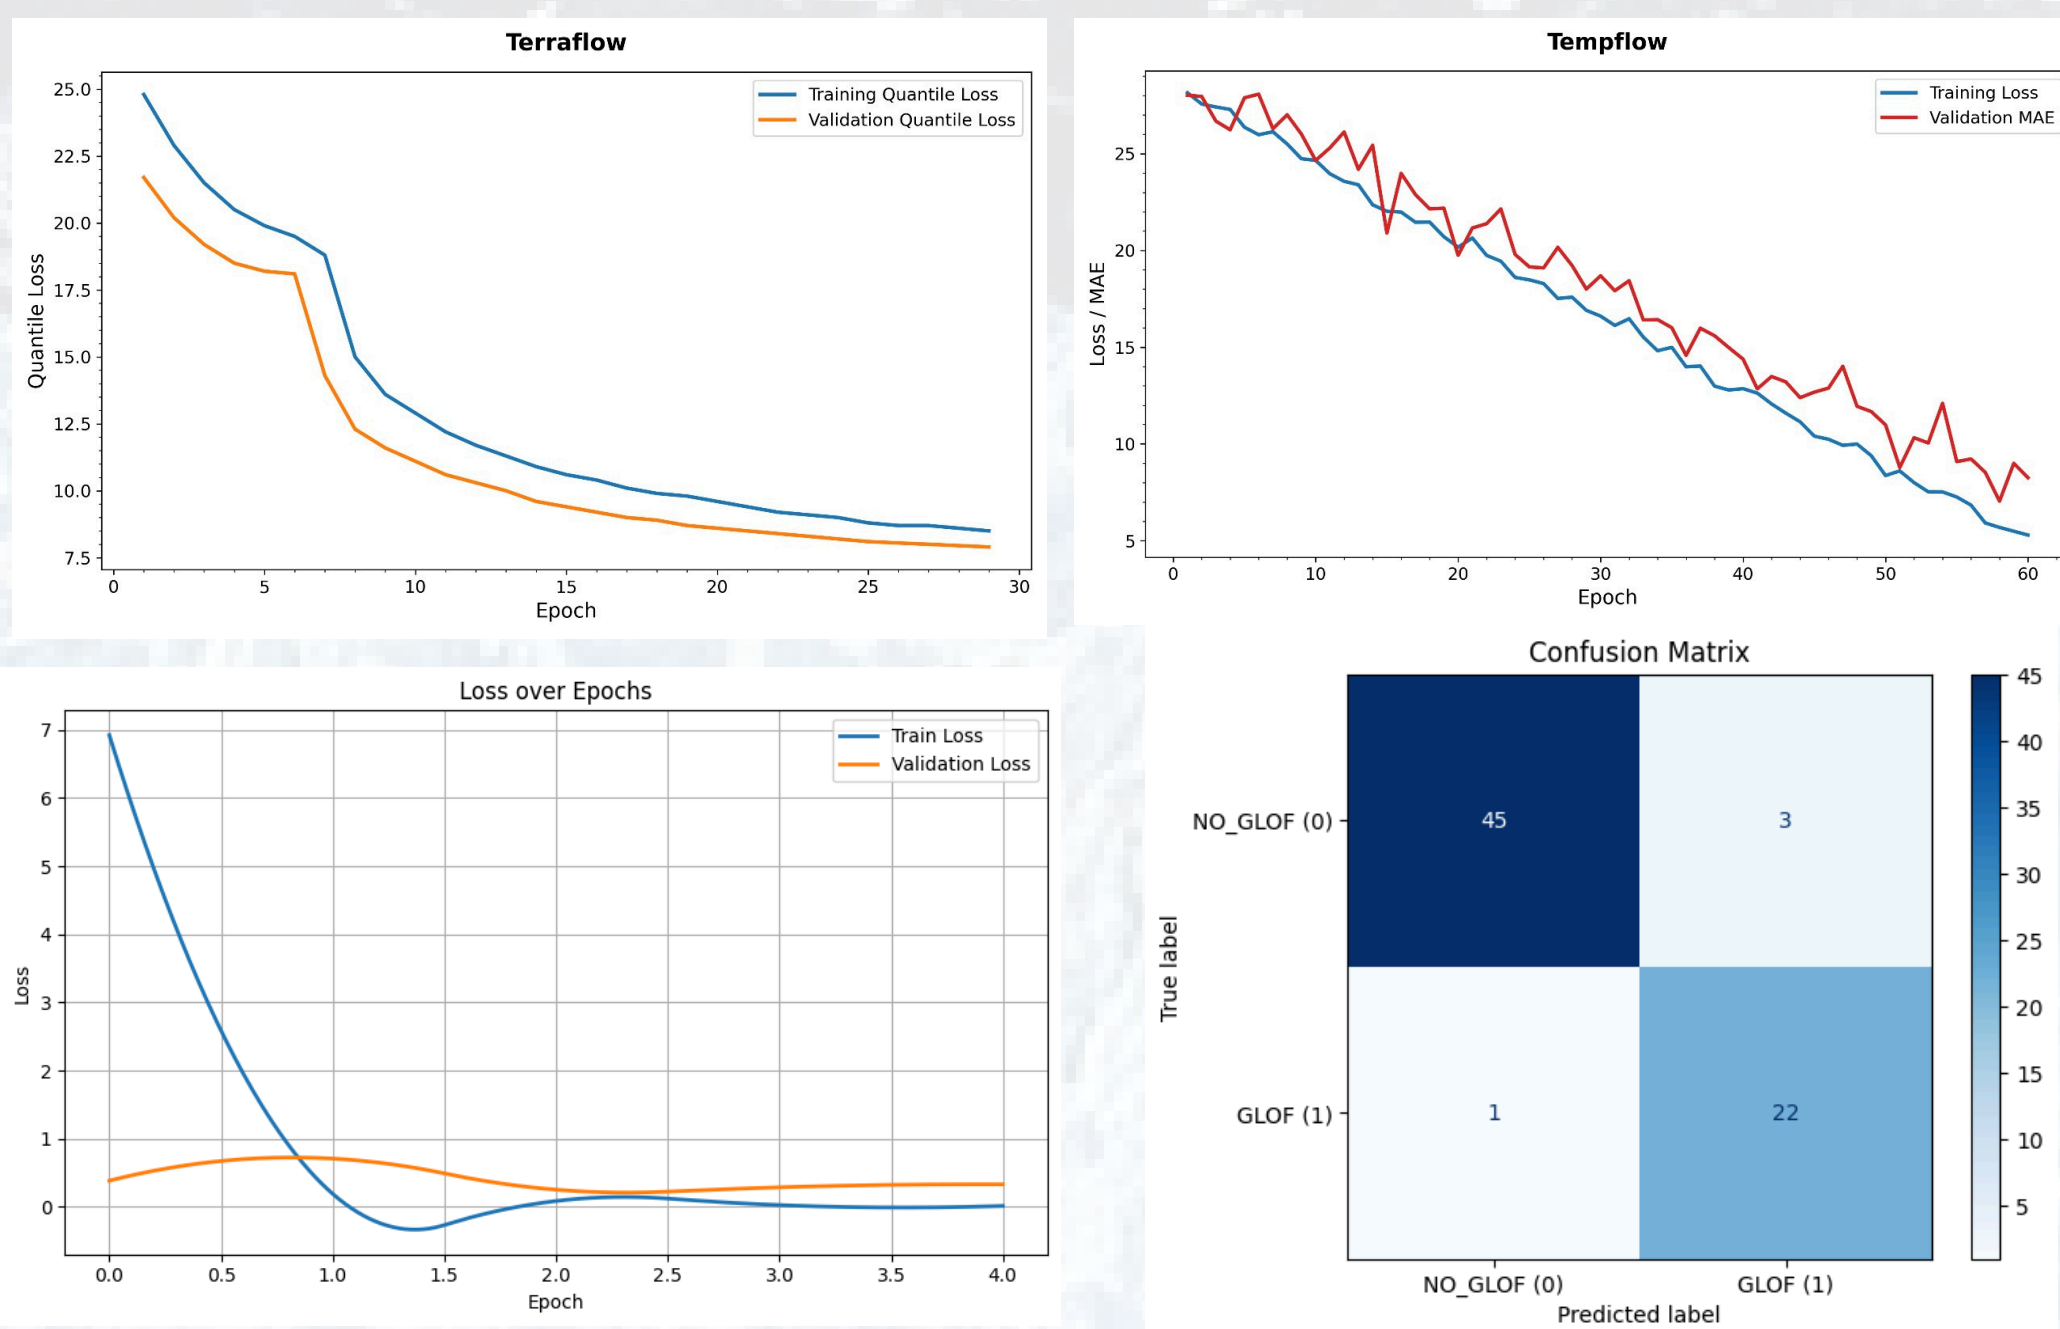 Terraflow
25.0
22.5
20.0
17.5
15.0
12.5
10.0
7.5
Quantile Loss
Training Quantile Loss
Validation Quantile Loss
0 5 10 15 20 25 30
Epoch
Tempflow
25
20
15
10
5
Loss / MAE
Training Loss
Validation MAE
0 10 20 30 40 50 60
Epoch
Loss over Epochs
7
6
5
4
3
2
1
0
Loss
Train Loss
Validation Loss
0.0 0.5 1.0 1.5 2.0 2.5 3.0 3.5 4.0
Epoch
Confusion Matrix
True label
NO_GLOF (0)
45 3
GLOF (1)
1 22
NO_GLOF (0) GLOF (1)
Predicted label
45
40
35
30
25
20
15
10
5